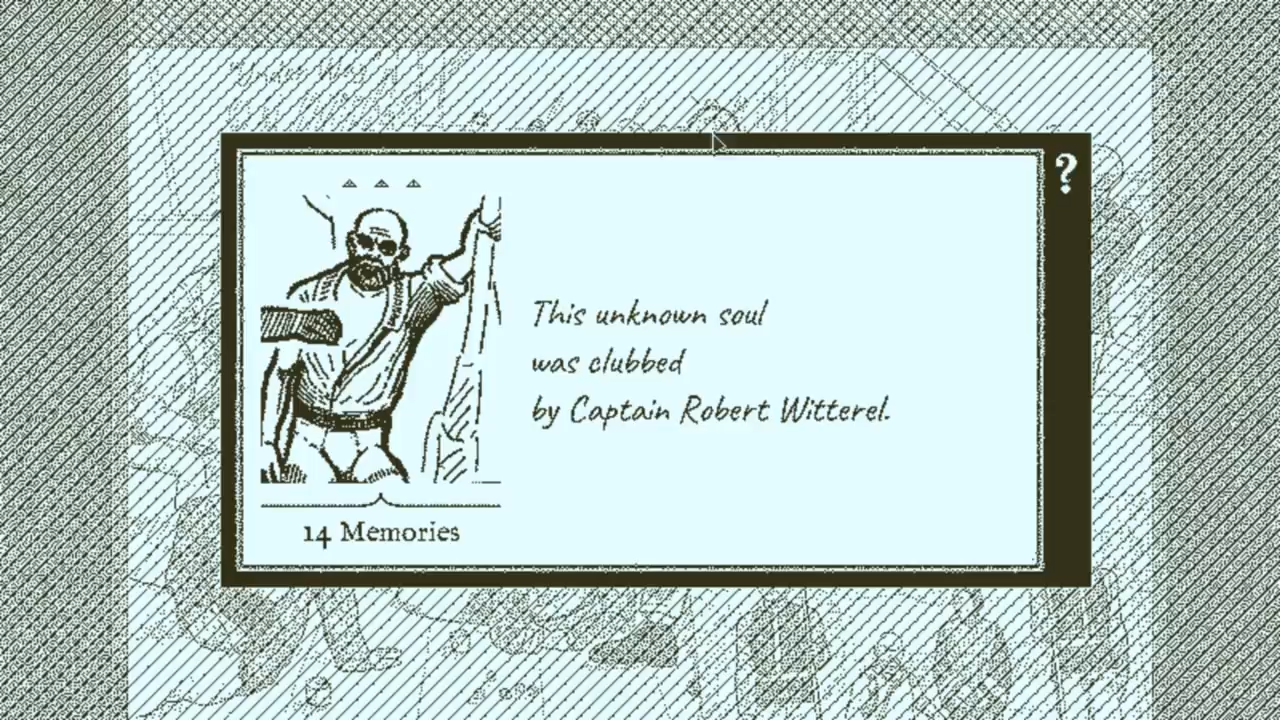 ?
This unknown soul
was clubbed
by Captain Robert Witterel.
14 Memories